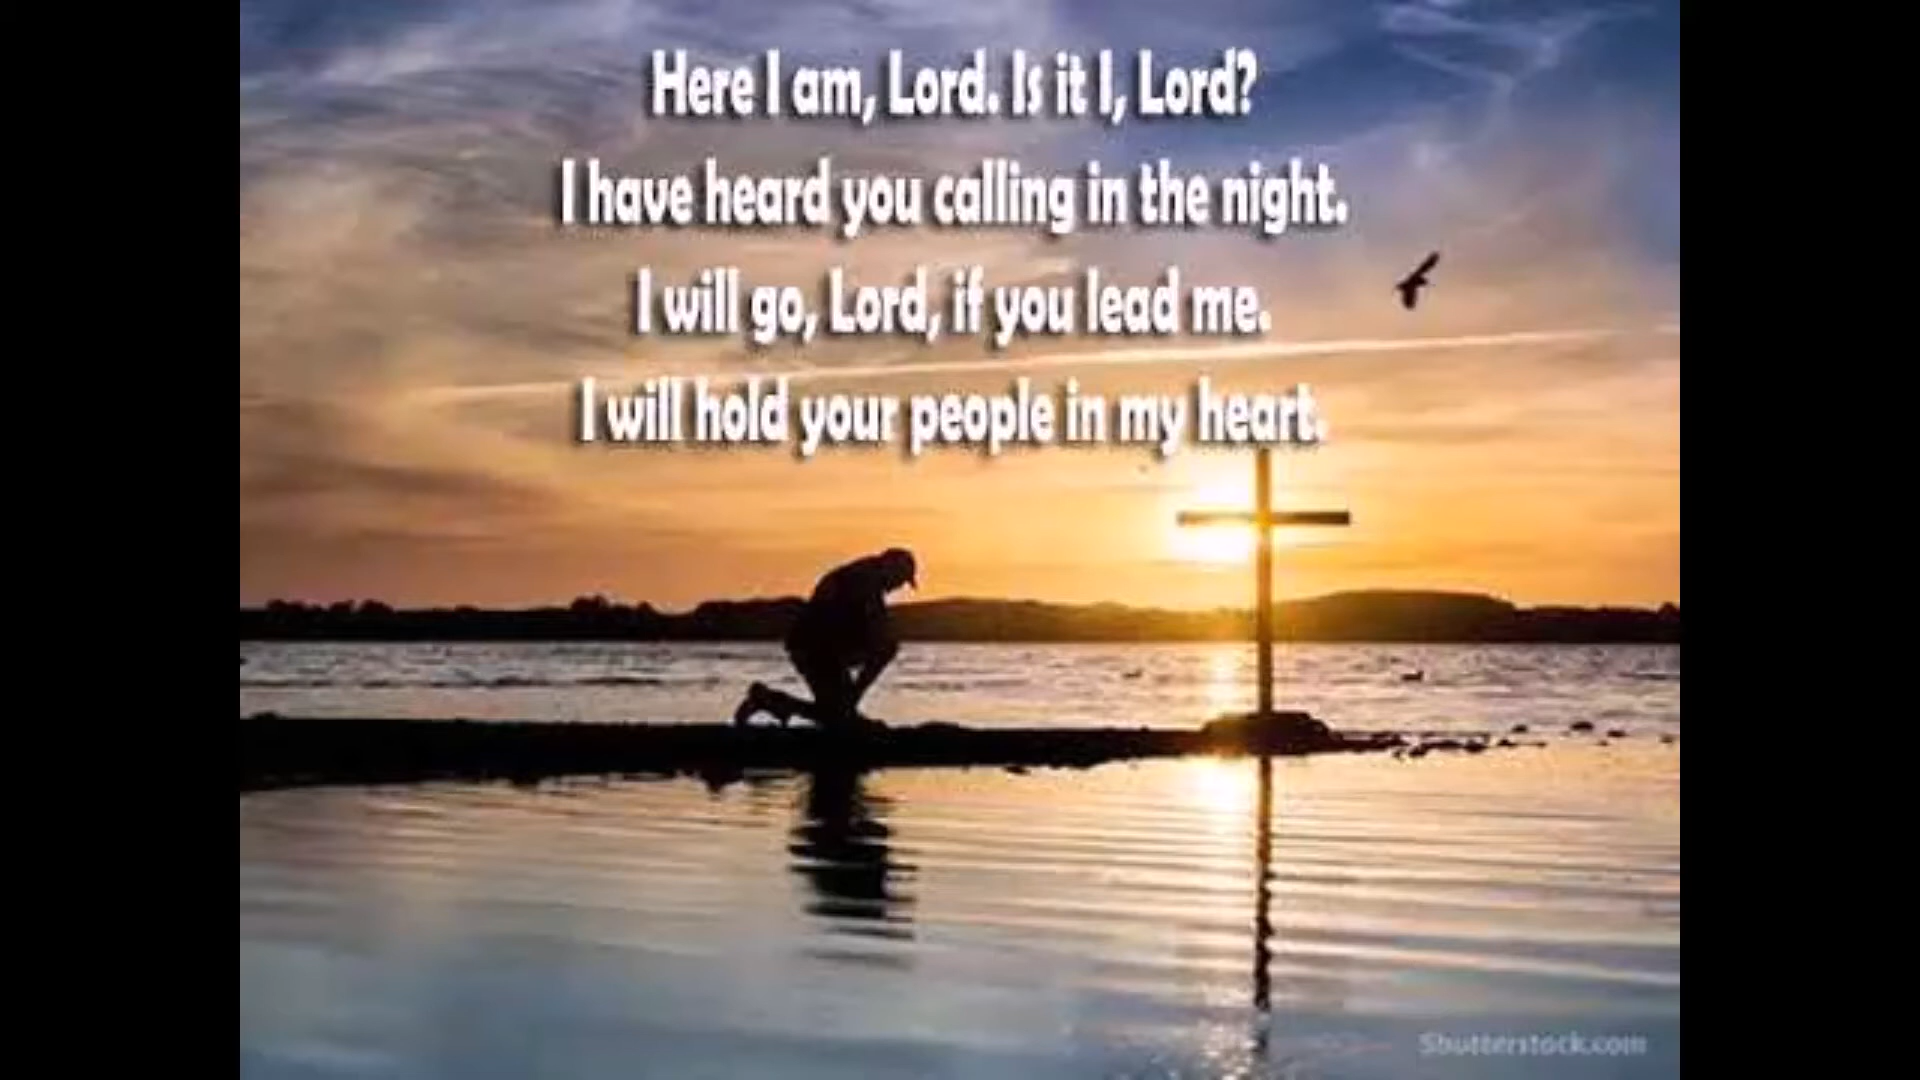 Here I am, Lord. Is it I, Lord?
I have heard you calling in the night.
I will go, Lord, if you lead me.
I will hold your people in my heart.
Shutterstock.com